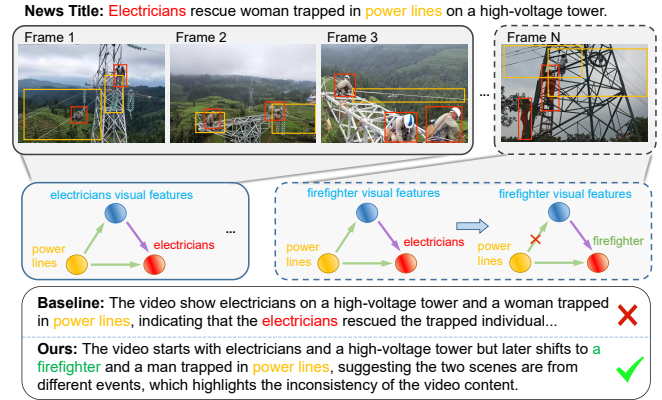 News Title: Electricians rescue woman trapped in power lines on a high-voltage tower.
Frame 1
Frame 2
Frame 3
...
Frame N
electricians visual features
power
lines
electricians
...
firefighter visual features
power
lines
electricians
firefighter visual features
power
lines
firefighter
Baseline: The video show electricians on a high-voltage tower and a woman trapped
in power lines, indicating that the electricians rescued the trapped individual...
Ours: The video starts with electricians and a high-voltage tower but later shifts to a
firefighter and a man trapped in power lines, suggesting the two scenes are from
different events, which highlights the inconsistency of the video content.